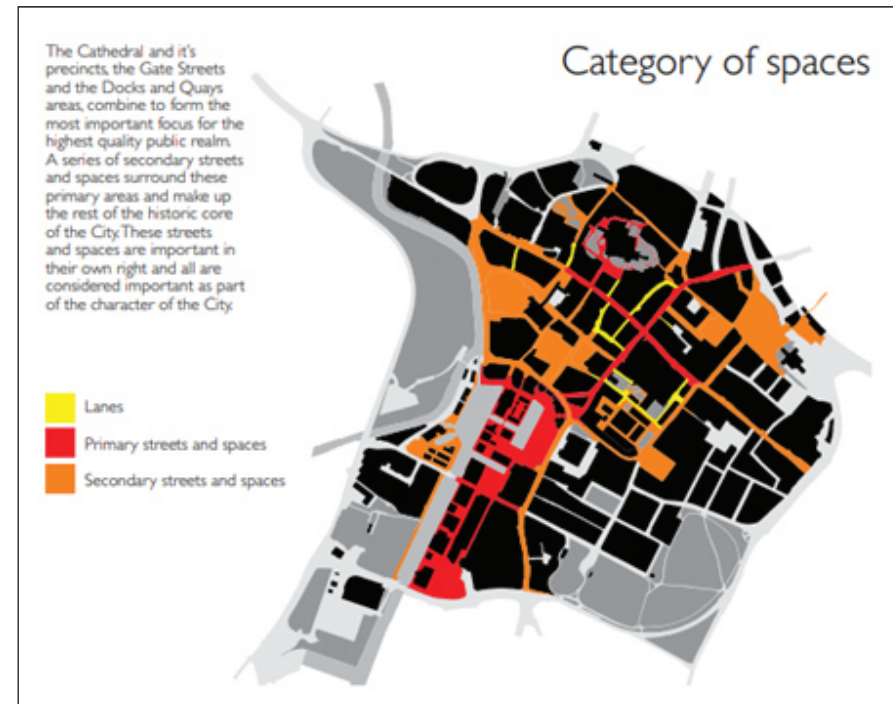 Category of spaces
The Cathedral and it's
precincts, the Gate Streets
and the Docks and Quays
areas, combine to form the
most important focus for the
highest quality public realm.
A series of secondary streets
and spaces surround these
primary areas and make up
the rest of the historic core
of the City. These streets
and spaces are important in
their own right and all are
considered important as part
of the character of the City.
Lanes
Primary streets and spaces
Secondary streets and spaces